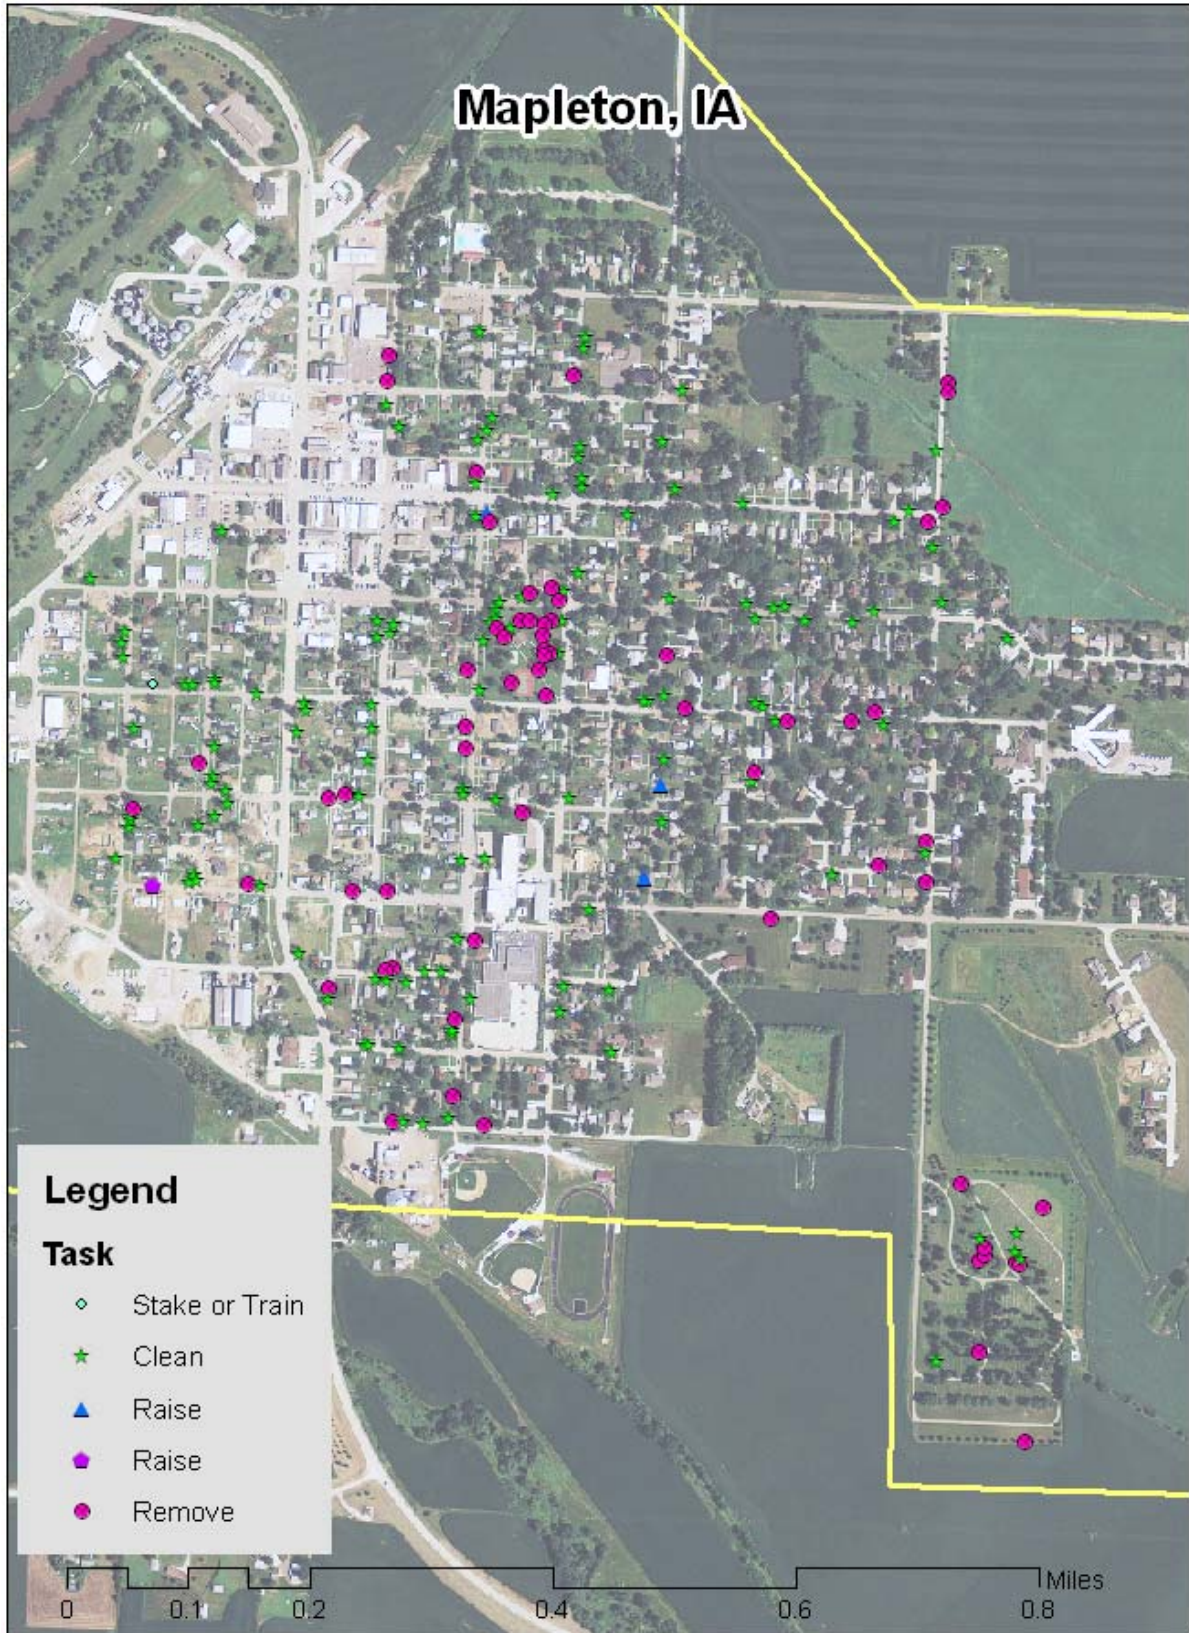 Mapleton, IA
Legend
Task
Stake or Train
Clean
Raise
Raise
Remove
Miles
0 0.1 0.2 0.4 0.6 0.8